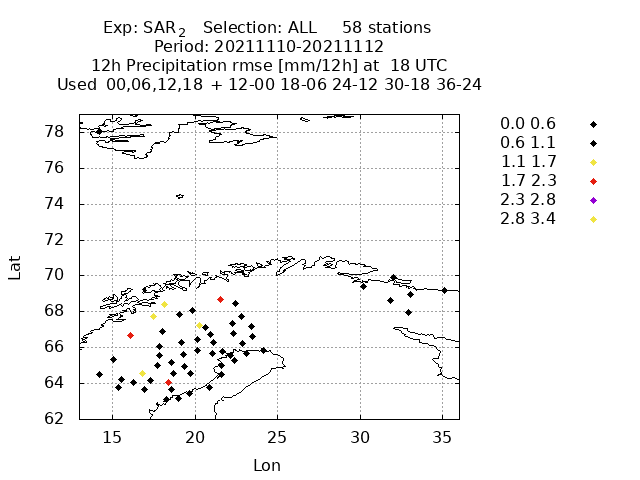 Exp: SAR2 Selection: ALL 58 stations
Period: 20211110-20211112
12h Precipitation rmse [mm/12h] at 18 UTC
Used 00,06,12,18 + 12-00 18-06 24-12 30-18 36-24
0.0 0.6
0.6 1.1
1.1 1.7
1.7 2.3
2.3 2.8
2.8 3.4
Lat
78
76
74
72
70
68
66
64
62
15 20 25 30 35
Lon